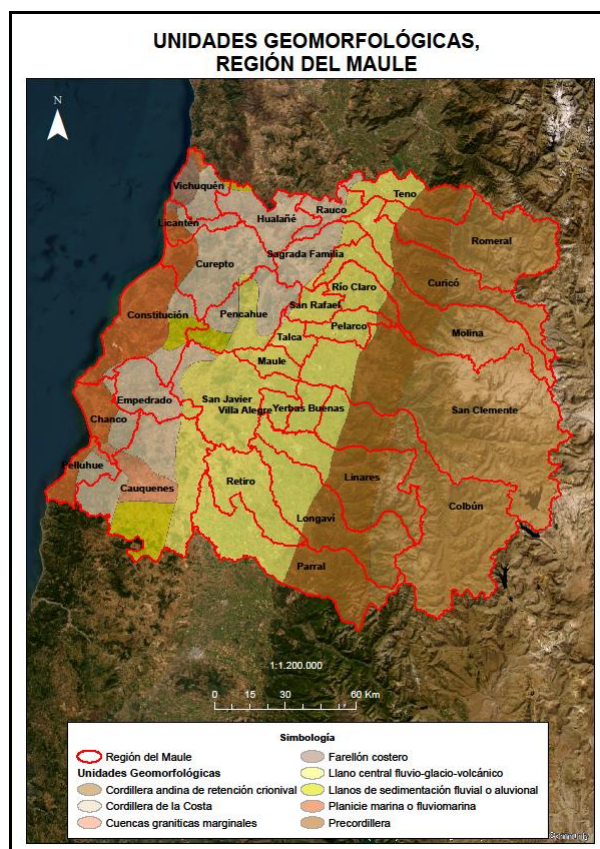 UNIDADES GEOMORFOLÓGICAS,
REGIÓN DEL MAULE
N
Vichuquén
Teno
Rauco
Hualañé
Licantén
Romeral
Sagrada Familia
Curepto
Curicó
Río Claro
San Rafael
Constitución
Pencahue
Pelarco
Molina
Talca
Maule
Empedrado
San Javier
San Clemente
Villa Alegre
Yerbas Buenas
Chanco
Pelluhue
Cauquenes
Retiro
Linares
Colbún
Longaví
Parral
1:1.200.000
0 15 30 60 Km
Simbología
Región del Maule
Unidades Geomorfológicas
Cordillera andina de retención crionival
Cordillera de la Costa
Cuencas graniticas marginales
Farellón costero
Llano central fluvio-glacio-volcánico
Llanos de sedimentación fluvial o aluvional
Planicie marina o fluviomarina
Precordillera